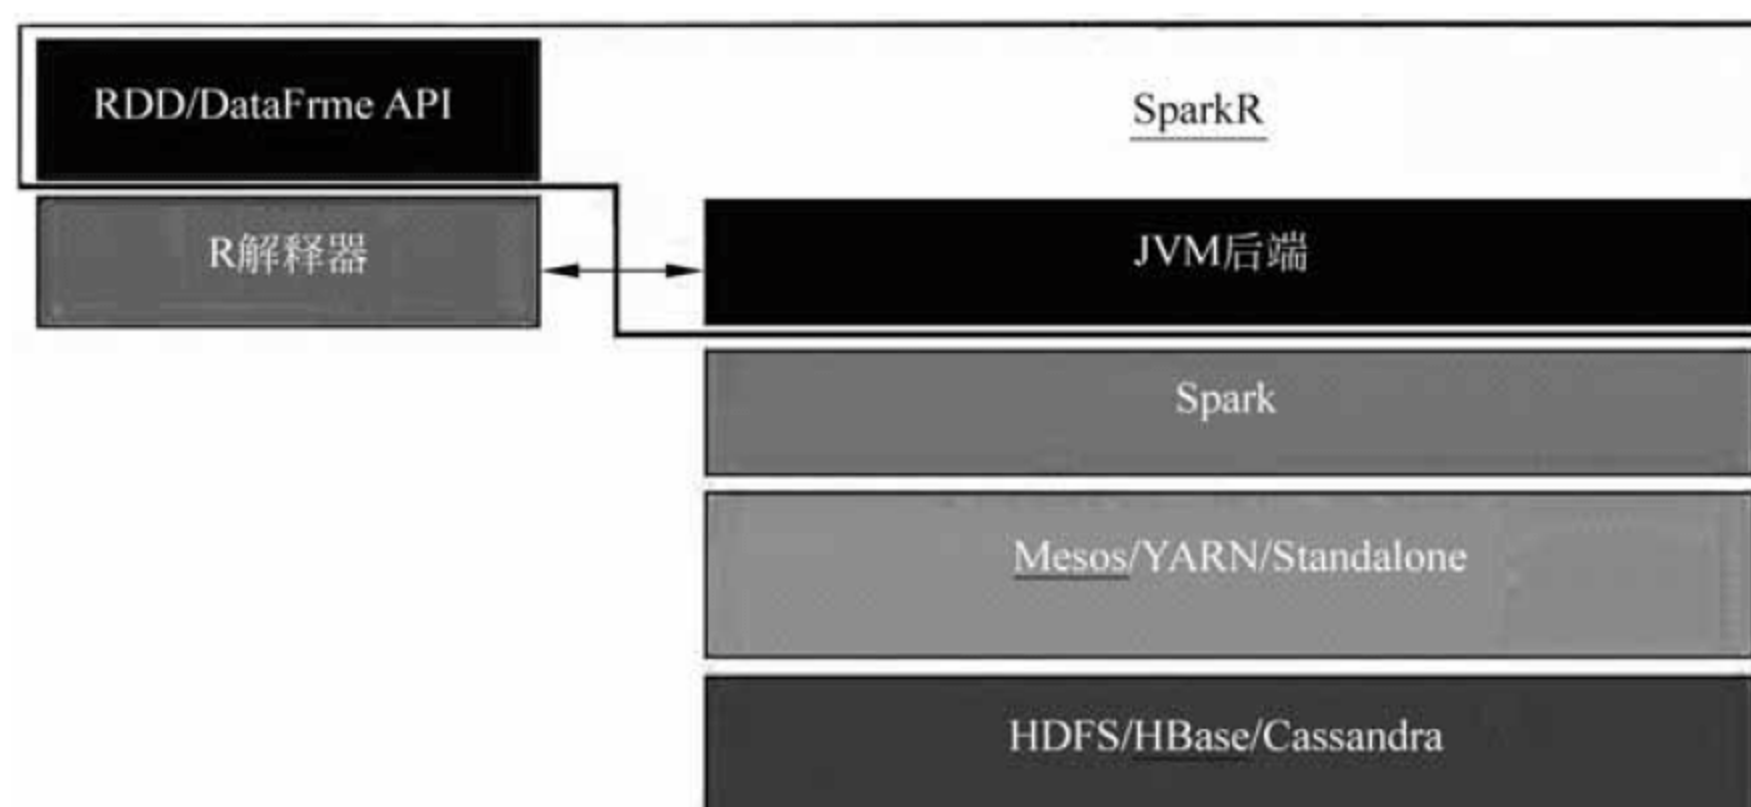 RDD/DataFrme API
SparkR
R解释器
JVM后端
Spark
Mesos/YARN/Standalone
HDFS/HBase/Cassandra